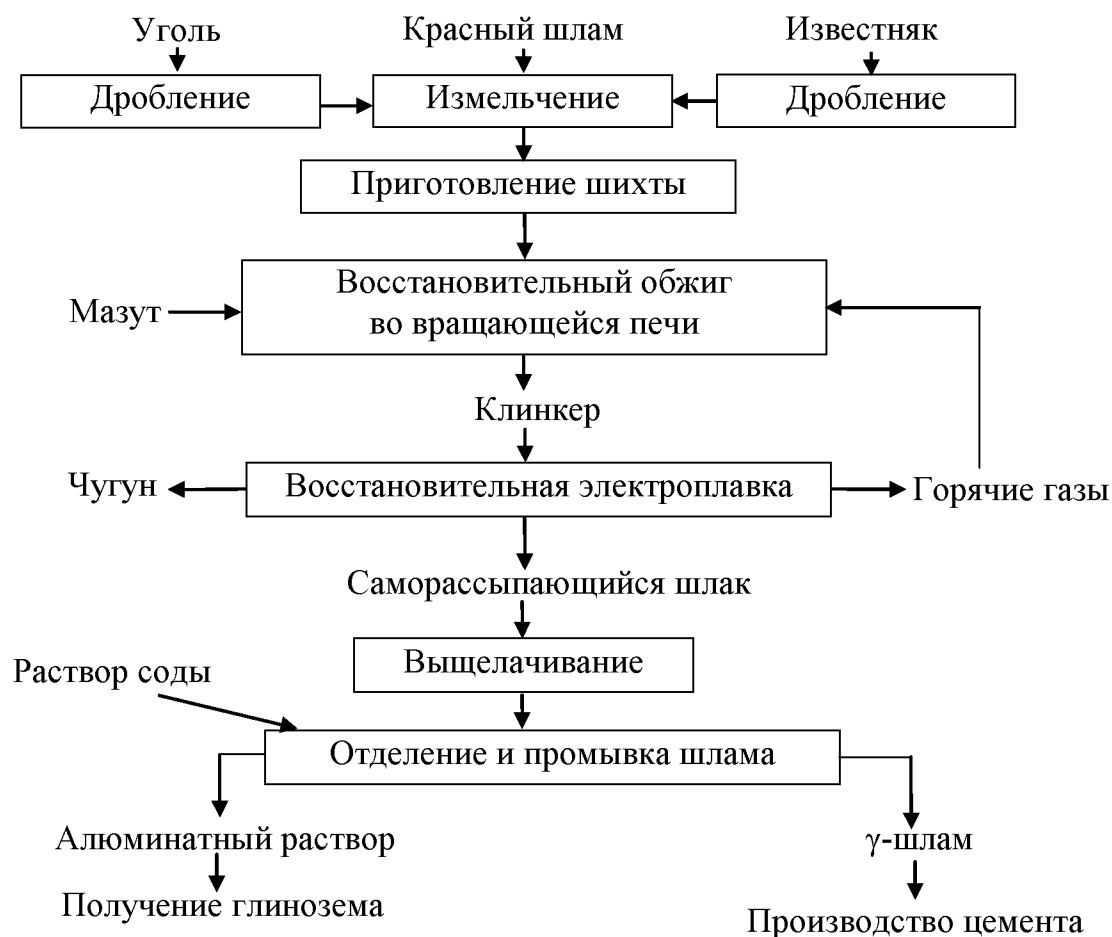 Уголь
Красный шлам
Известняк
Дробление
Измельчение
Дробление
Приготовление шихты
Восстановительный обжиг
во вращающейся печи
Мазут
Клинкер
Чугун
Восстановительная электроплавка
Горячие газы
Саморассыпающийся шлак
Выщелачивание
Раствор соды
Отделение и промывка шлама
Алюминатный раствор
γ-шлам
Получение глинозема
Производство цемента